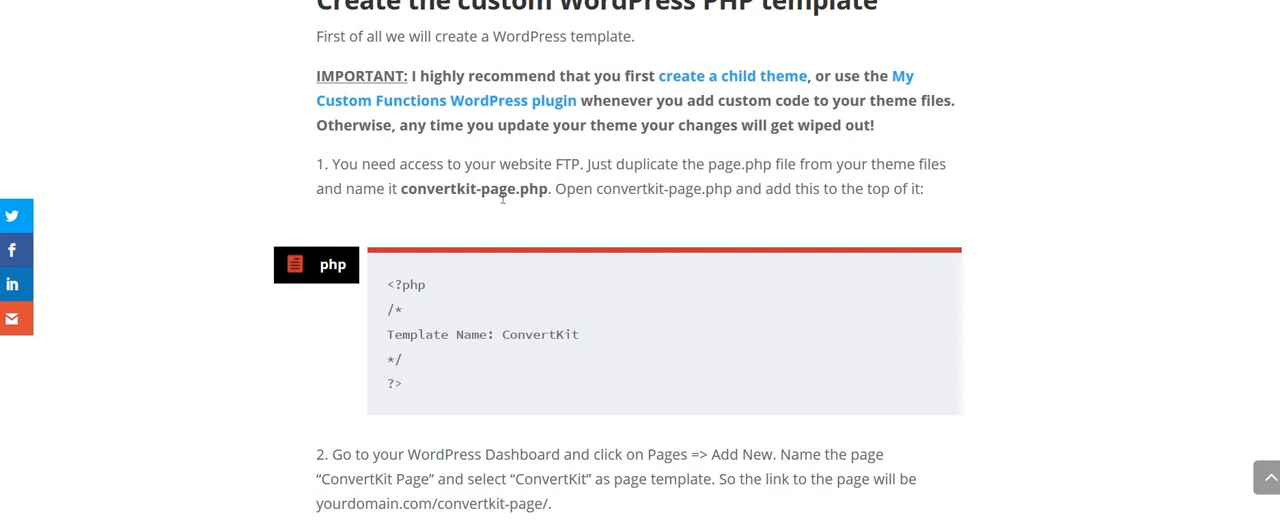 Create the custom WordPress PHP template
First of all we will create a WordPress template.
IMPORTANT: I highly recommend that you first create a child theme, or use the My
Custom Functions WordPress plugin whenever you add custom code to your theme files.
Otherwise, any time you update your theme your changes will get wiped out!
1. You need access to your website FTP. Just duplicate the page.php file from your theme files
and name it convertkit-page.php. Open convertkit-page.php and add this to the top of it:
php
<?php
/*
Template Name: ConvertKit
*/
?>
2. Go to your WordPress Dashboard and click on Pages => Add New. Name the page
“ConvertKit Page” and select “ConvertKit” as page template. So the link to the page will be
yourdomain.com/convertkit-page/.